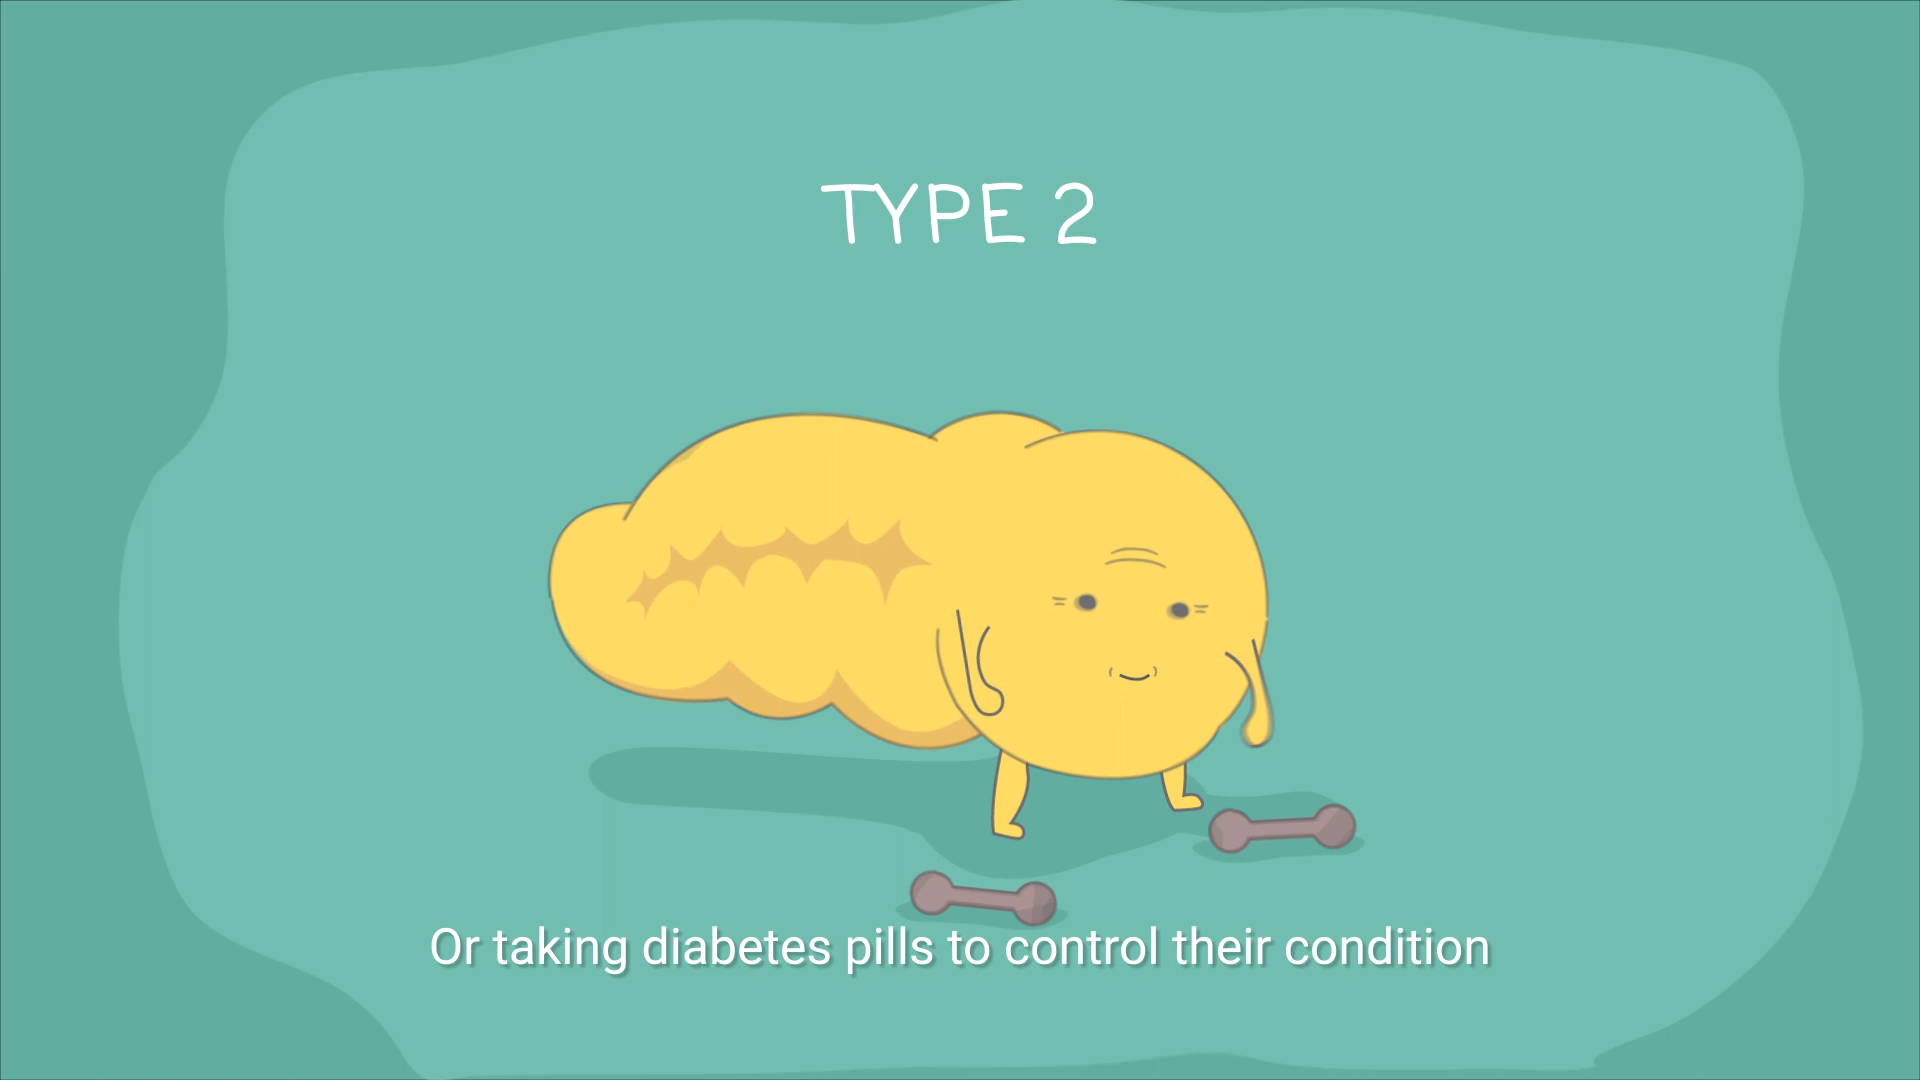 TYPE 2
Or taking diabetes pills to control their condition